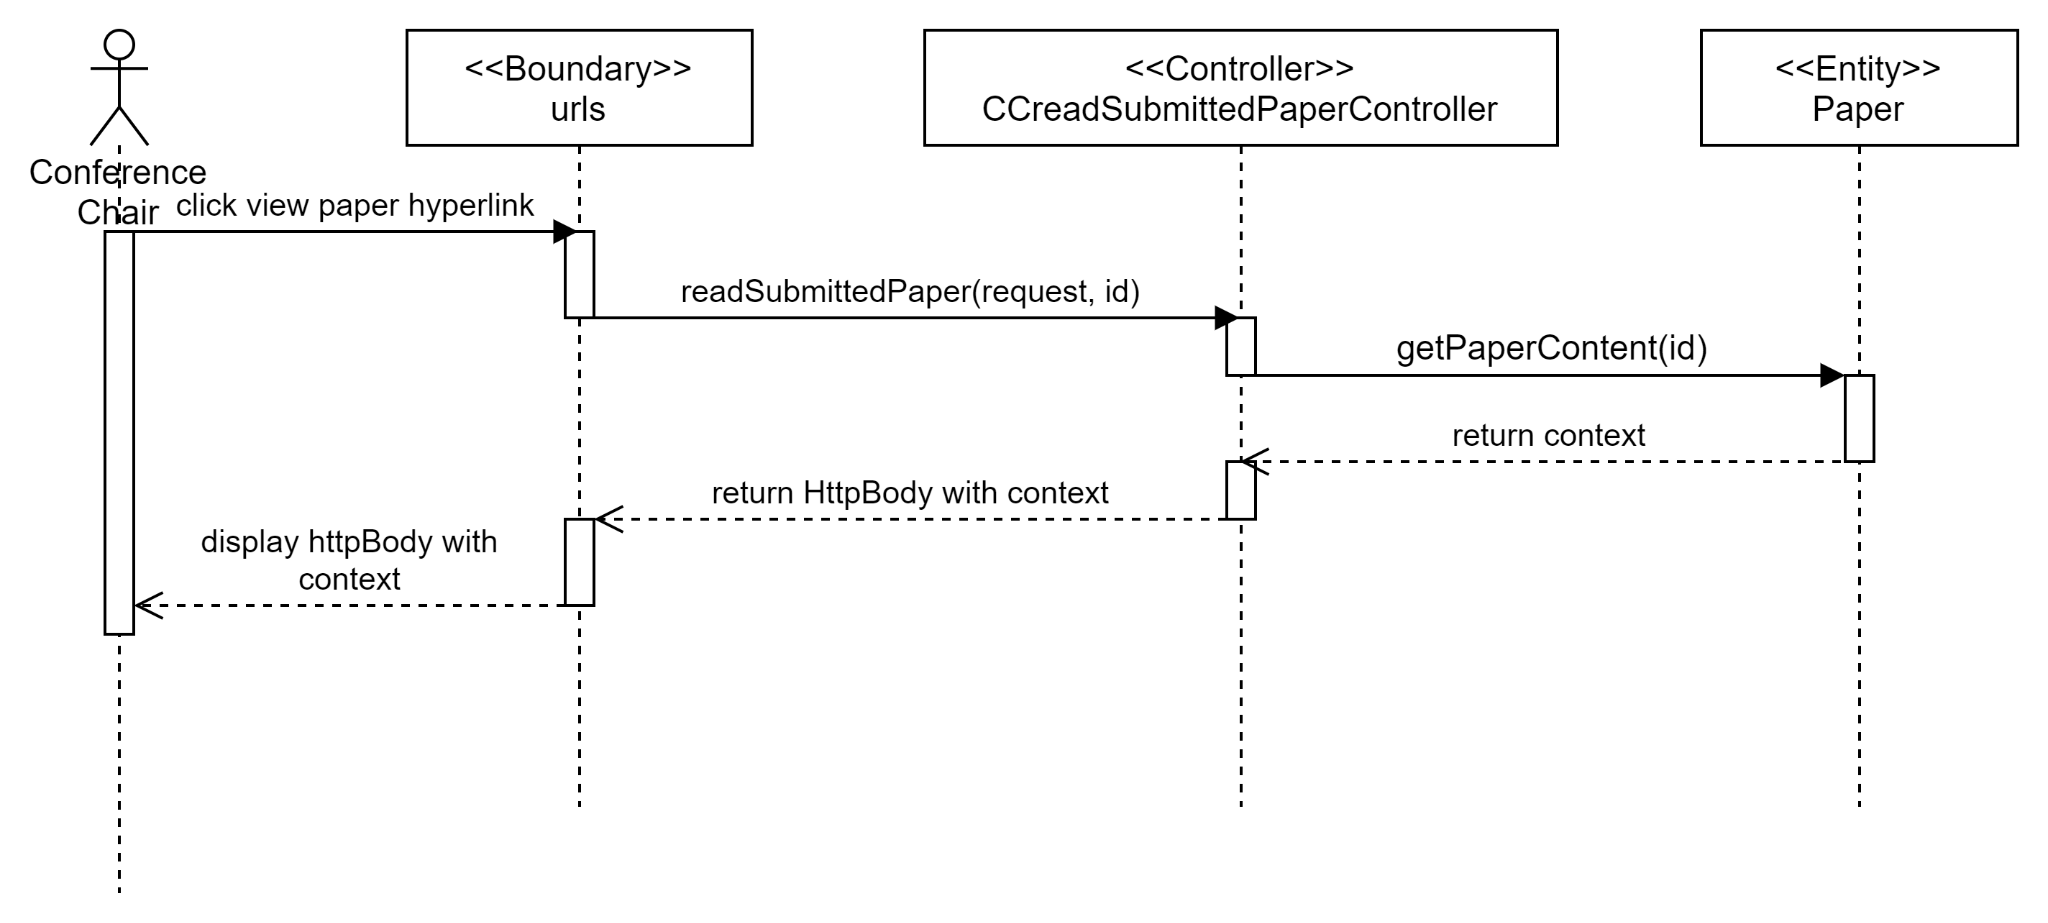 <<Boundary>>
urls
<<Controller>>
CCreadSubmittedPaperController
<<Entity>>
Paper
Conference
Chair
click view paper hyperlink
readSubmittedPaper(request, id)
getPaperContent(id)
return context
return HttpBody with context
display httpBody with
context